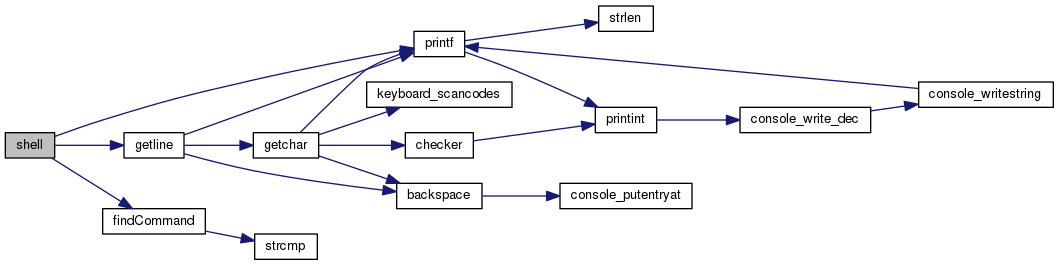 strlen
printf
keyboard_scancodes
console_writestring
printint
console_write_dec
shell
getline
getchar
checker
backspace
console_putentryat
findCommand
strcmp